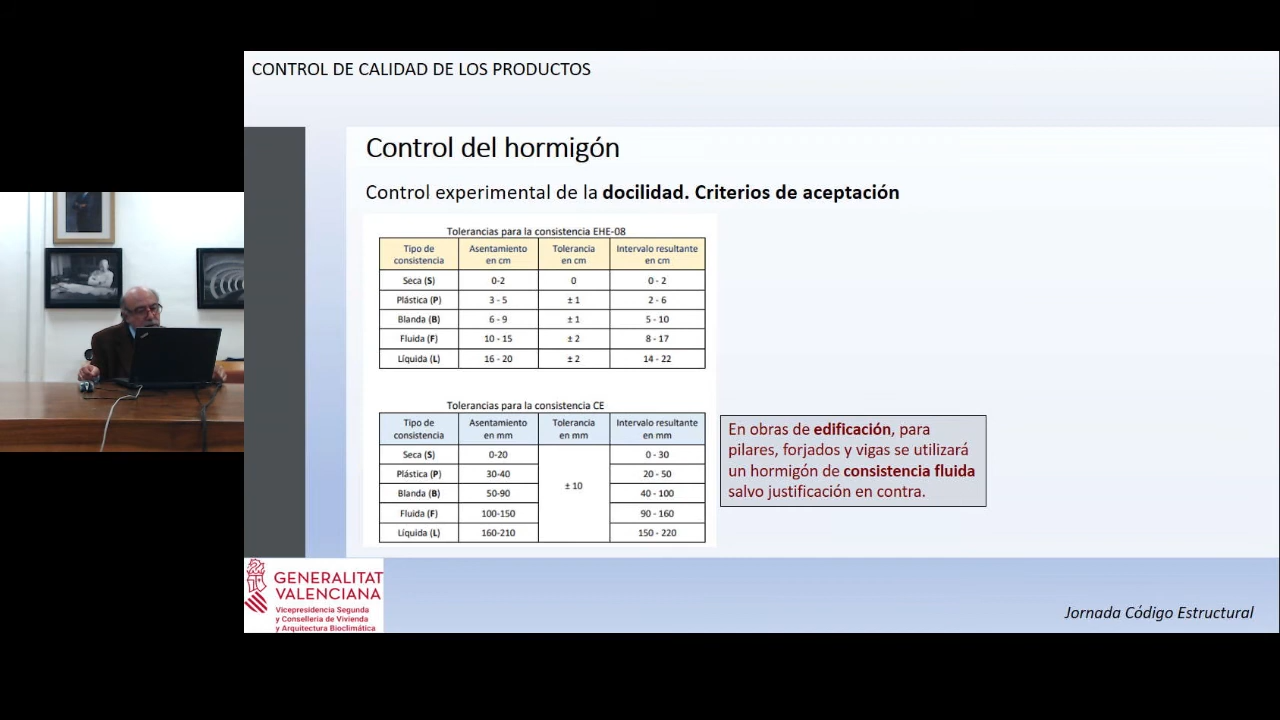 CONTROL DE CALIDAD DE LOS PRODUCTOS
Control del hormigón
Control experimental de la docilidad. Criterios de aceptación
Tolerancias para la consistencia EHE-08
Tipo de consistencia Asentamiento en cm Tolerancia en cm Intervalo resultante en cm
Seca (S) 0-2 0 0 - 2
Plástica (P) 3 - 5 ± 1 2 - 6
Blanda (B) 6 - 9 ± 1 5 - 10
Fluida (F) 10 - 15 ± 2 8 - 17
Líquida (L) 16 - 20 ± 2 14 - 22
Tolerancias para la consistencia CE
Tipo de consistencia Asentamiento en mm Tolerancia en mm Intervalo resultante en mm
Seca (S) 0-20 ± 10 0 - 30
Plástica (P) 30-40 20 - 50
Blanda (B) 50-90 40 - 100
Fluida (F) 100-150 90 - 160
Líquida (L) 160-210 150 - 220
En obras de edificación, para
pilares, forjados y vigas se utilizará
un hormigón de consistencia fluida
salvo justificación en contra.
GENERALITAT
VALENCIANA
Vicepresidencia Segunda
y Conselleria de Vivienda
y Arquitectura Bioclimática
Jornada Código Estructural